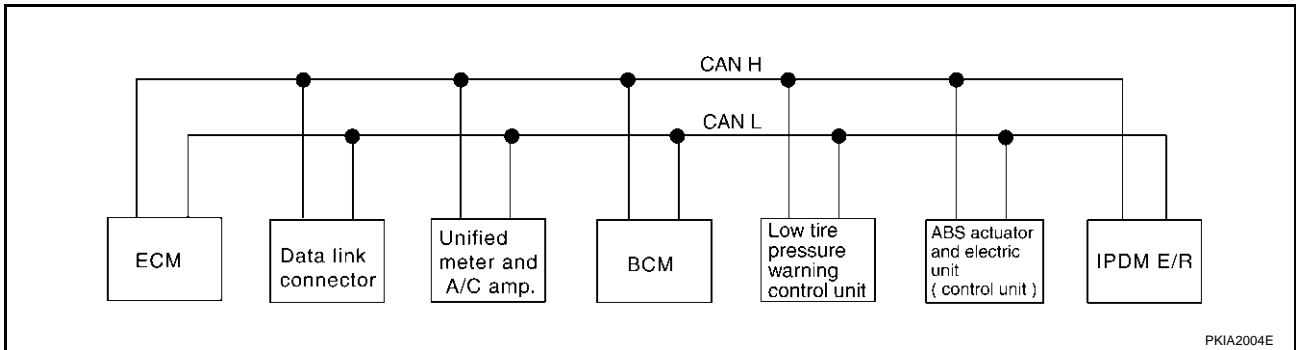 CAN H
CAN L
ECM
Data link
connector
Unified
meter and
A/C amp.
BCM
Low tire
pressure
warning
control unit
ABS actuator
and electric
unit
( control unit )
IPDM E/R
PKIA2004E